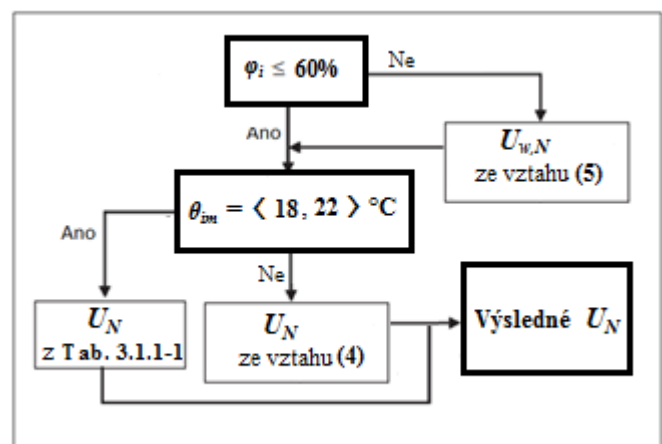 φi ≤ 60%
Ne
Ano
Uw,N
ze vztahu (5)
θim = 〈 18, 22 〉 °C
Ano
Ne
UN
z Tab. 3.1.1-1
UN
ze vztahu (4)
Výsledné UN